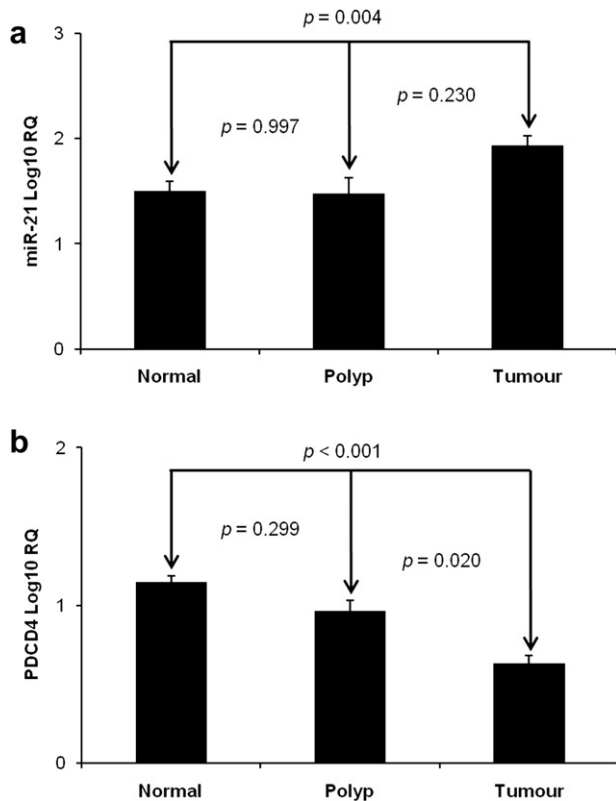 a
p = 0.004
3
p = 0.230
p = 0.997
2
1
0
miR-21 Log10 RQ
Normal Polyp Tumour
b
p < 0.001
2
p = 0.299
p = 0.020
1
0
PDCD4 Log10 RQ
Normal Polyp Tumour